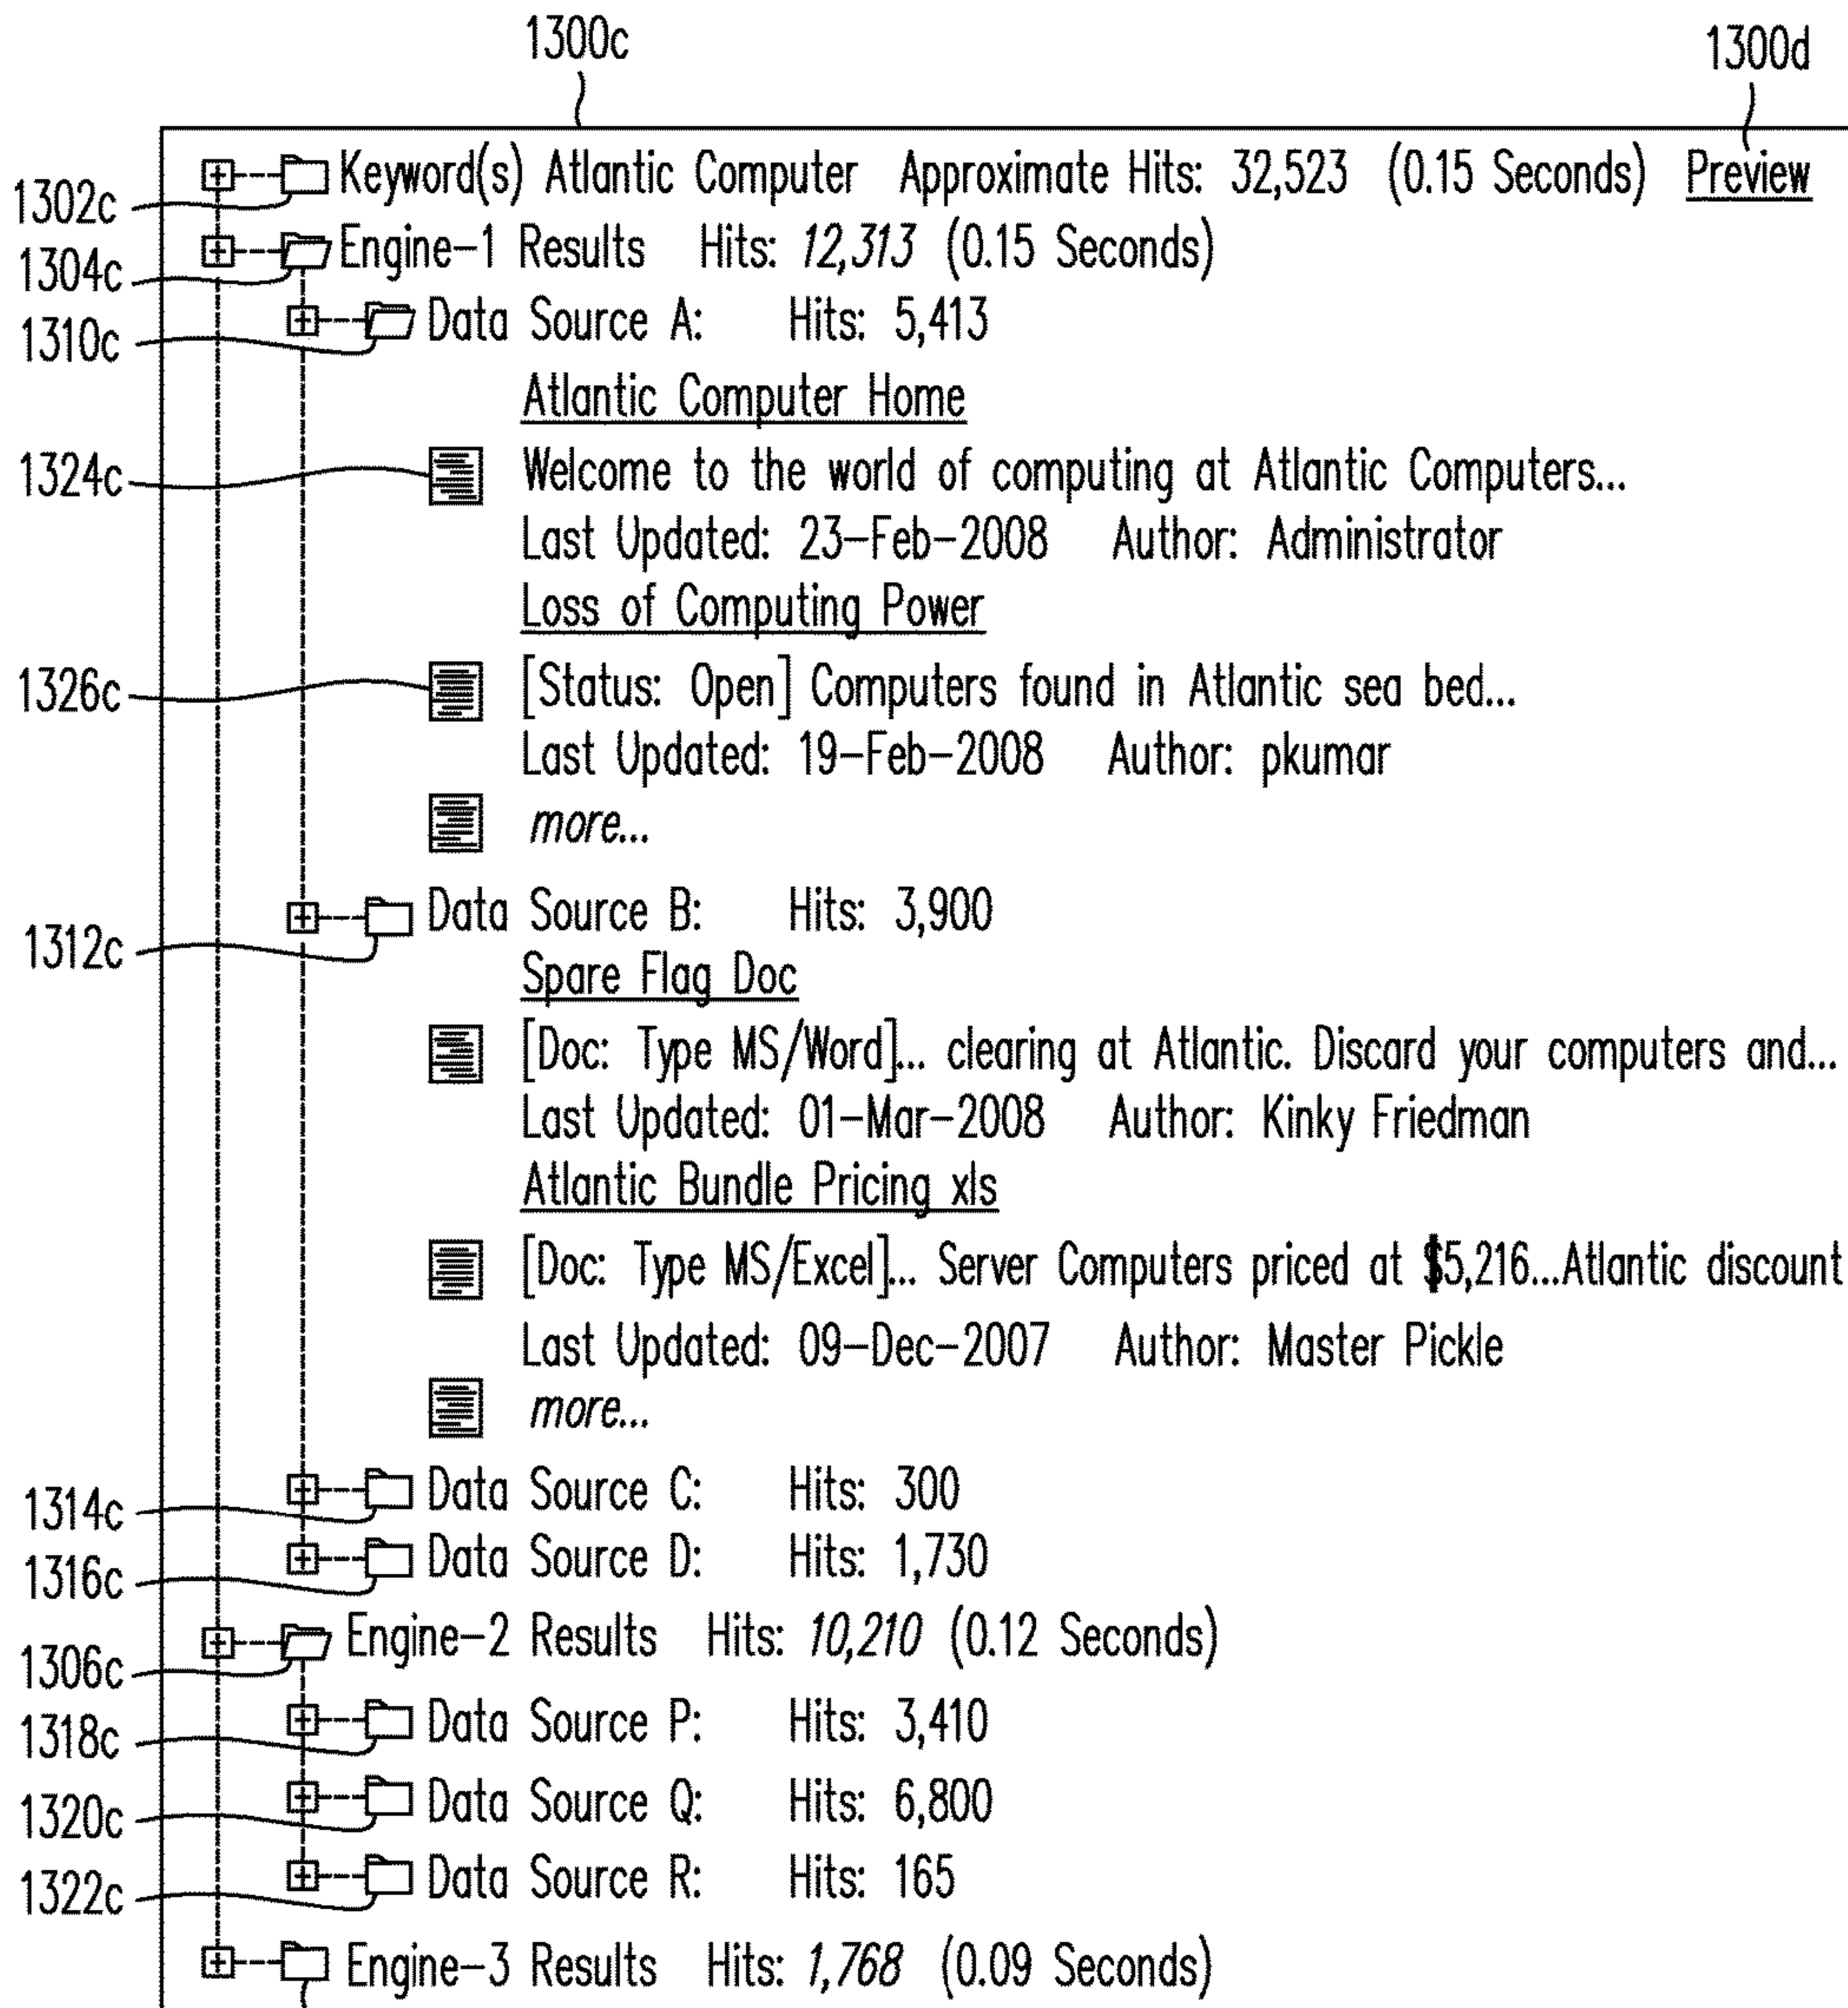 1300c 1300d
1302c Keyword(s) Atlantic Computer Approximate Hits: 32,523 (0.15 Seconds) Preview
1304c Engine-1 Results Hits: 12,313 (0.15 Seconds)
1310c Data Source A: Hits: 5,413
Atlantic Computer Home
1324c Welcome to the world of computing at Atlantic Computers...
Last Updated: 23-Feb-2008 Author: Administrator
Loss of Computing Power
1326c [Status: Open] Computers found in Atlantic sea bed...
Last Updated: 19-Feb-2008 Author: pkumar
more...
1312c Data Source B: Hits: 3,900
Spare Flag Doc
[Doc: Type MS/Word]... clearing at Atlantic. Discard your computers and...
Last Updated: 01-Mar-2008 Author: Kinky Friedman
Atlantic Bundle Pricing xls
[Doc: Type MS/Excel]... Server Computers priced at $5,216...Atlantic discount
Last Updated: 09-Dec-2007 Author: Master Pickle
more...
1314c Data Source C: Hits: 300
1316c Data Source D: Hits: 1,730
1306c Engine-2 Results Hits: 10,210 (0.12 Seconds)
1318c Data Source P: Hits: 3,410
1320c Data Source Q: Hits: 6,800
1322c Data Source R: Hits: 165
Engine-3 Results Hits: 1,768 (0.09 Seconds)